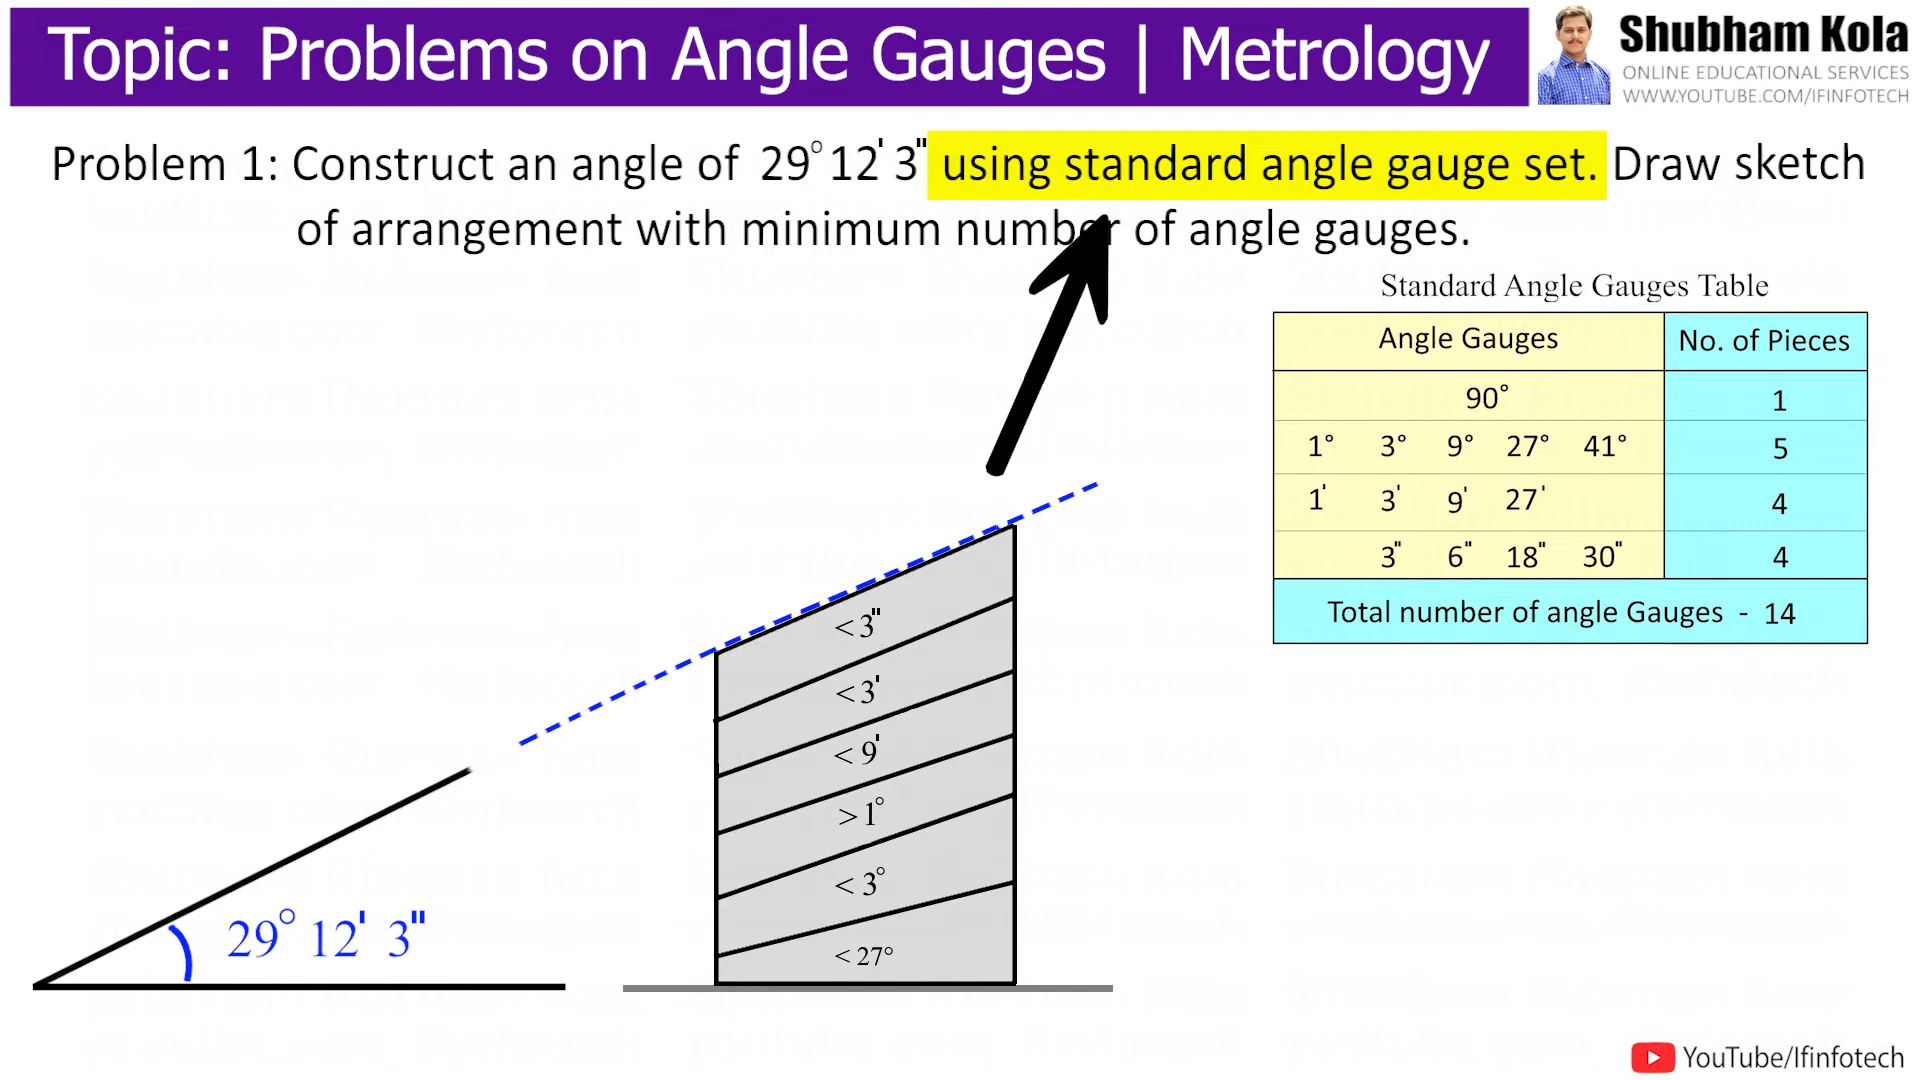 Topic: Problems on Angle Gauges | Metrology
Shubham Kola
ONLINE EDUCATIONAL SERVICES
WWW.YOUTUBE.COM/IFINFOTECH
Problem 1: Construct an angle of 29° 12' 3" using standard angle gauge set. Draw sketch
of arrangement with minimum number of angle gauges.
Standard Angle Gauges Table
Angle Gauges No. of Pieces
90° 1
1° 3° 9° 27° 41° 5
1' 3' 9' 27' 4
3" 6" 18" 30" 4
Total number of angle Gauges - 14
< 3"
< 3'
< 9'
> 1°
< 3°
< 27°
29° 12' 3"
YouTube/Ifinfotech